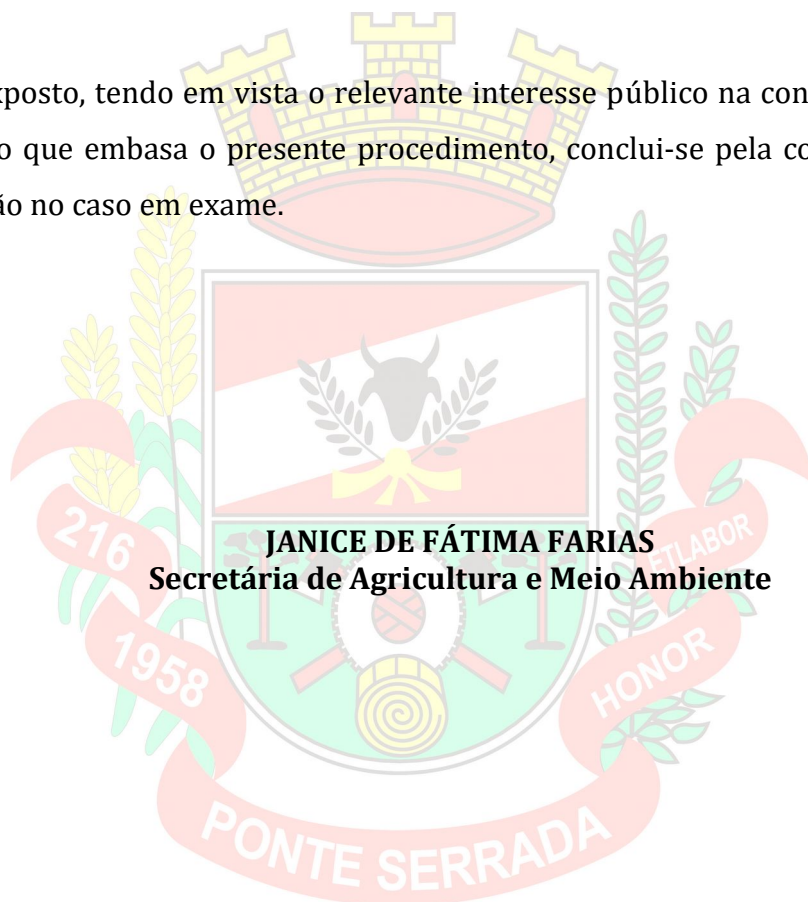 xposto, tendo em vista o relevante interesse público na con
o que embasa o presente procedimento, conclui-se pela co
ão no caso em exame.
JANICE DE FÁTIMA FARIAS
Secretária de Agricultura e Meio Ambiente
216
ETLABOR
1958
HONOR
PONTE SERRADA